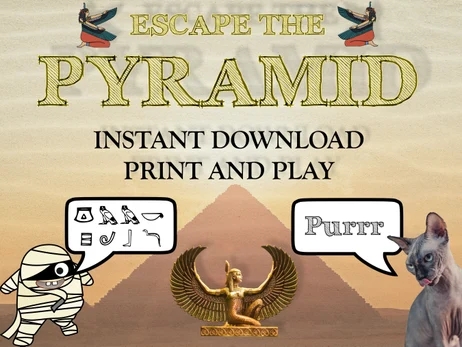 ESCAPE THE
PYRAMID
INSTANT DOWNLOAD
PRINT AND PLAY
Purrr